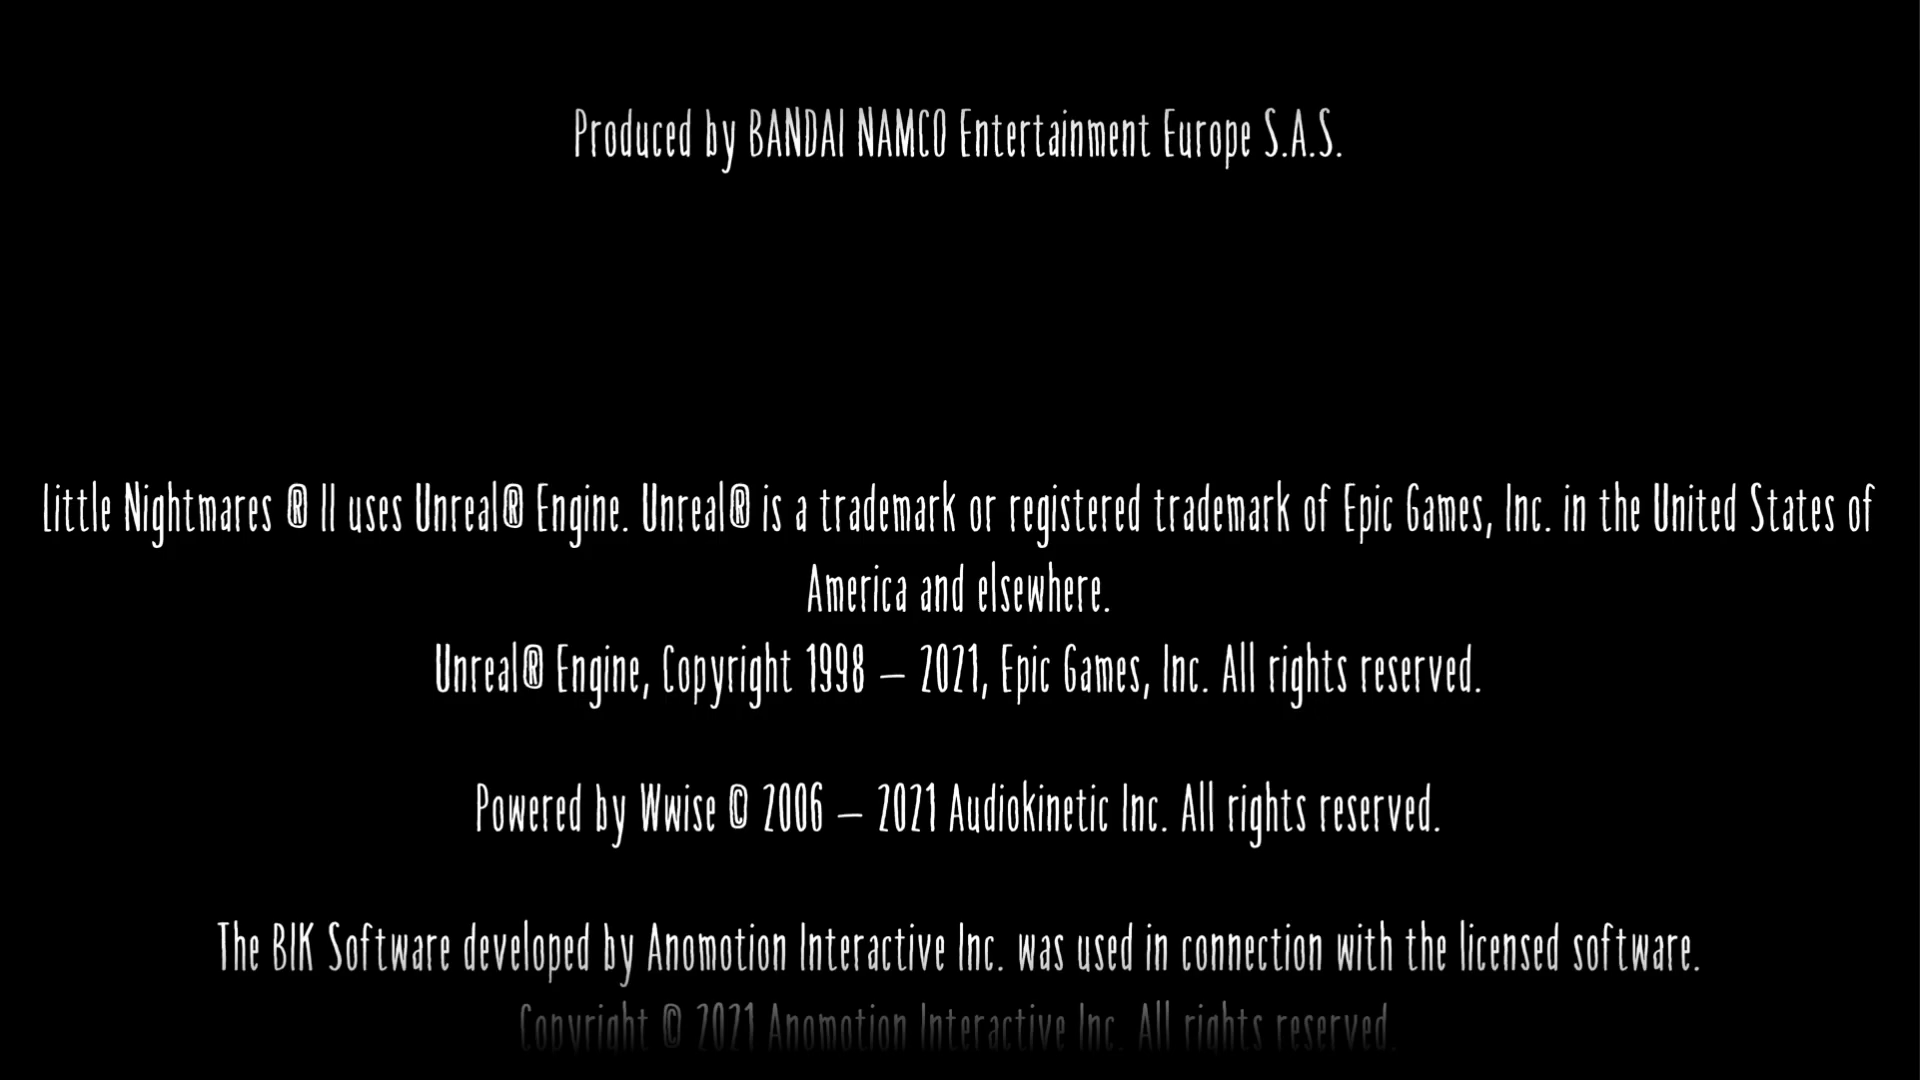 Produced by BANDAI NAMCO Entertainment Europe S.A.S.
Little Nightmares ® II uses Unreal® Engine. Unreal® is a trademark or registered trademark of Epic Games, Inc. in the United States of
America and elsewhere.
Unreal® Engine, Copyright 1998 – 2021, Epic Games, Inc. All rights reserved.
Powered by Wwise © 2006 – 2021 Audiokinetic Inc. All rights reserved.
The BIK Software developed by Anomotion Interactive Inc. was used in connection with the licensed software.
Copyright © 2021 Anomotion Interactive Inc. All rights reserved.